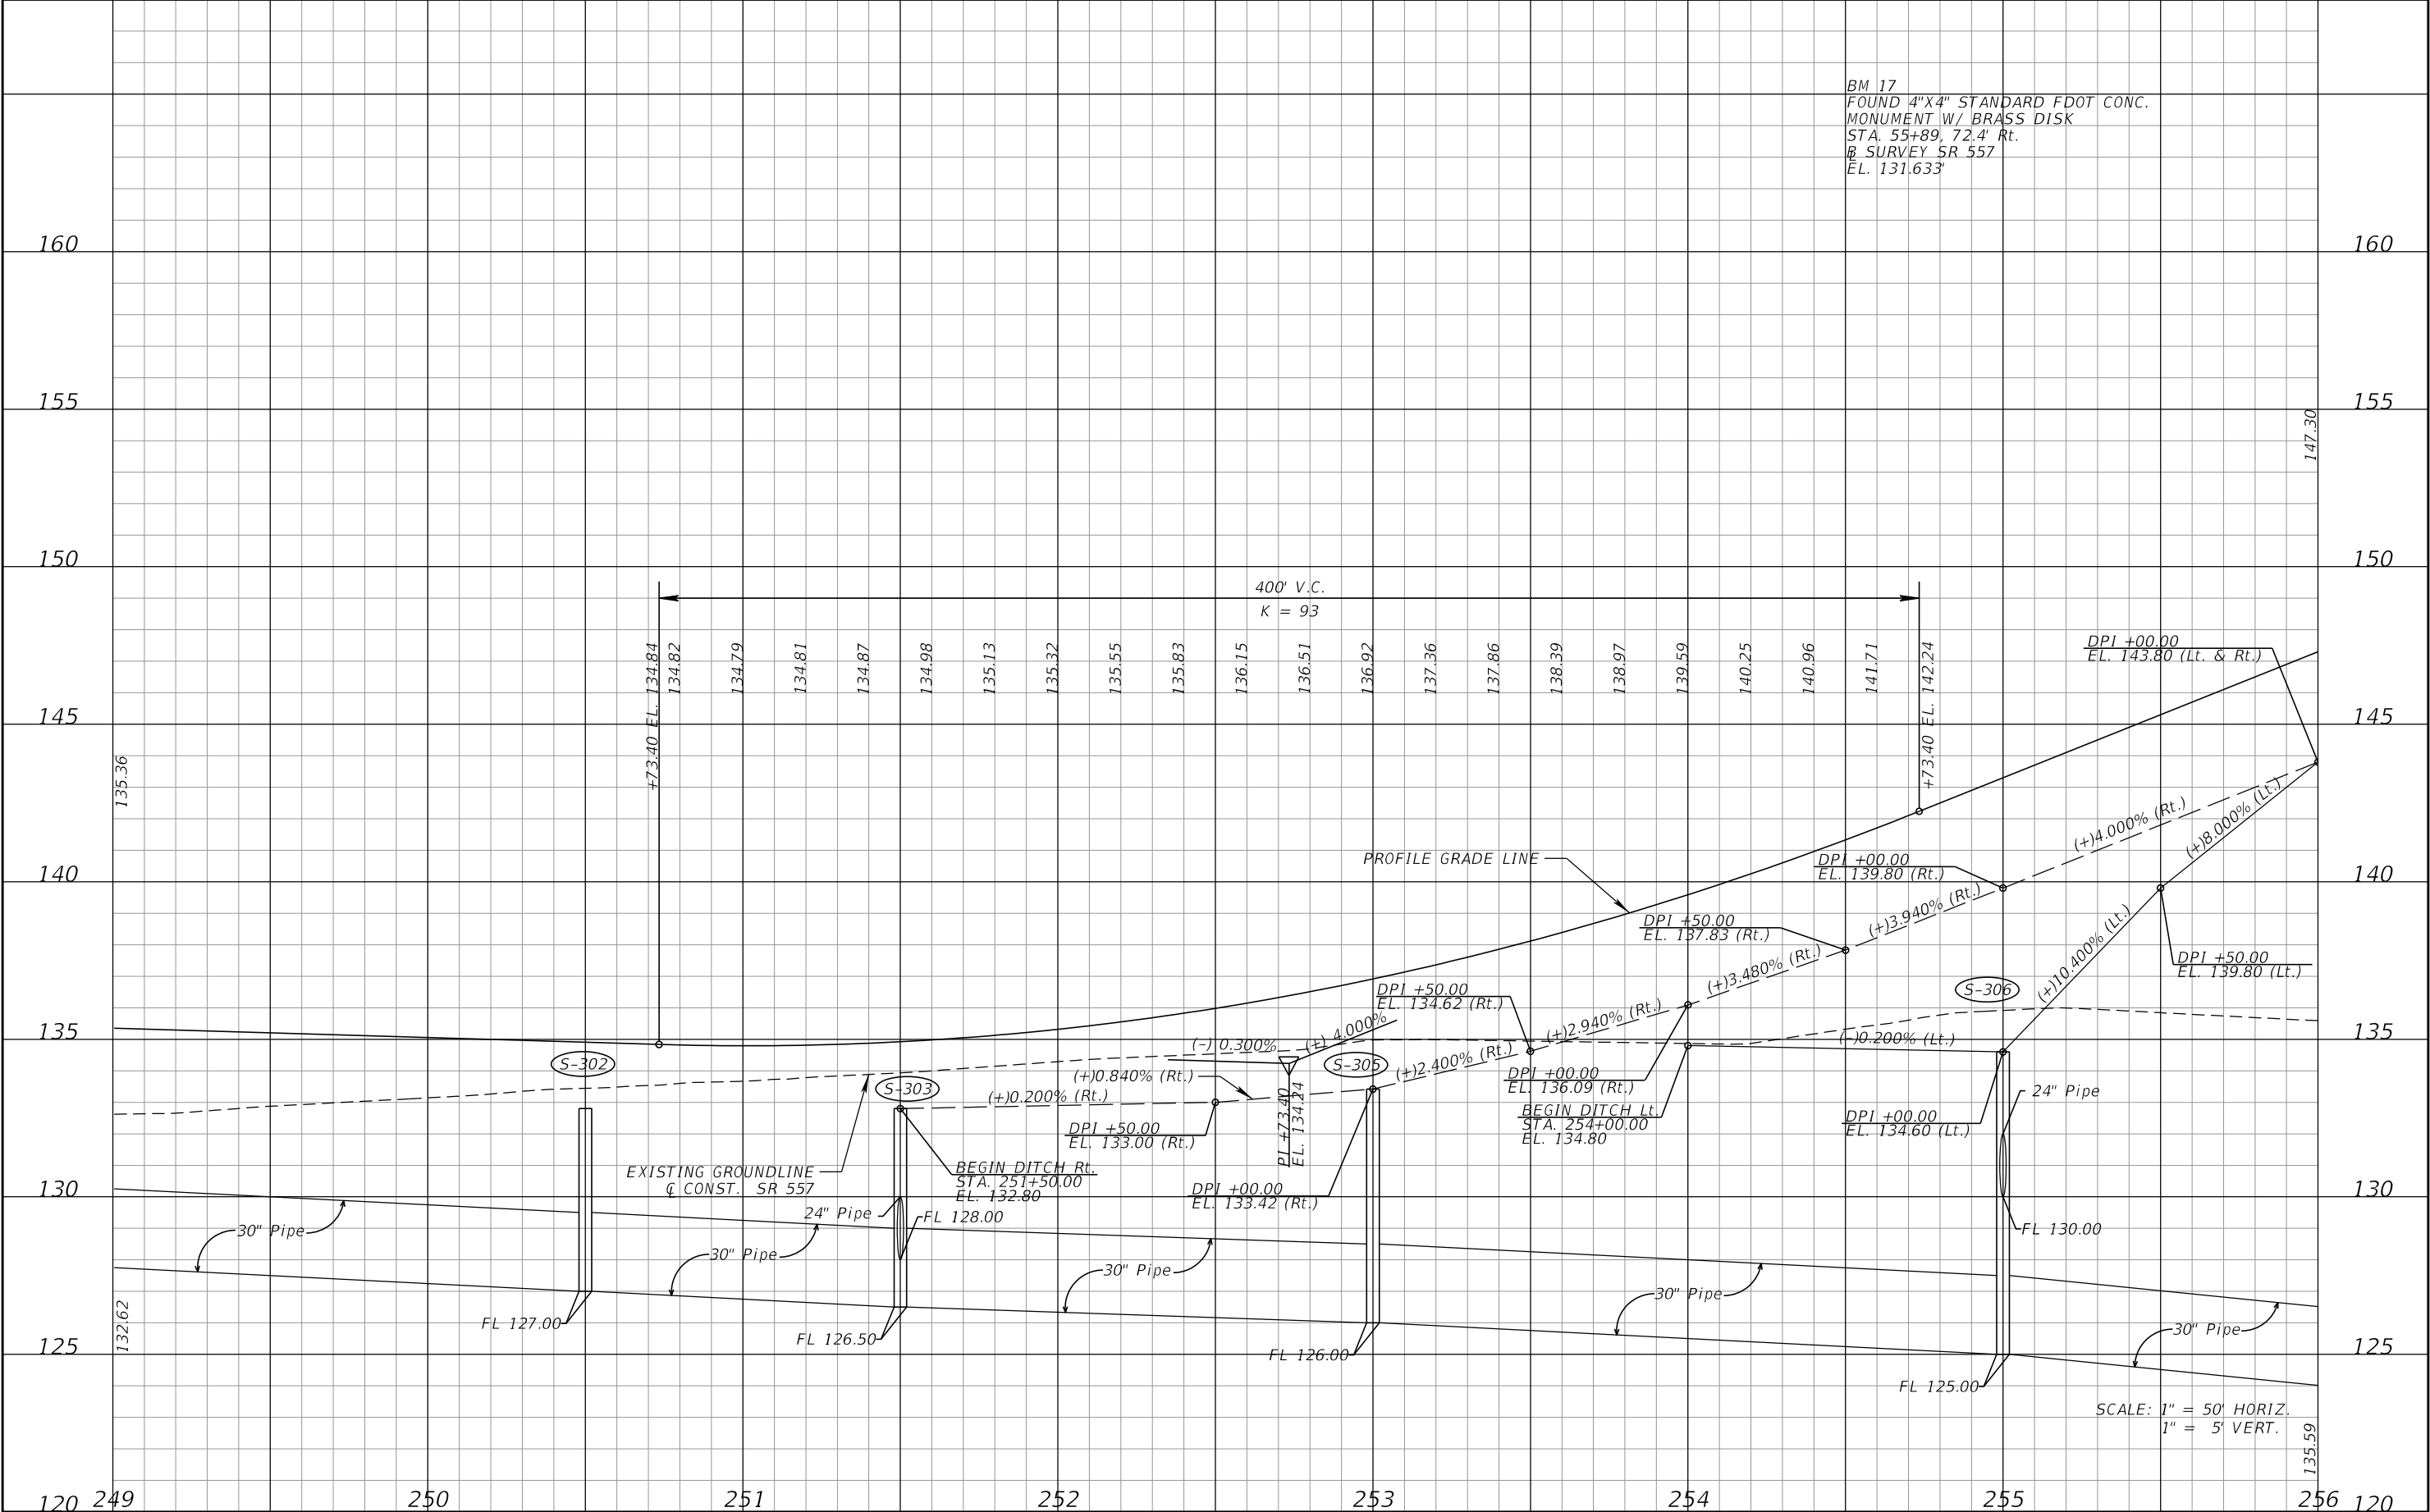 BM 17
FOUND 4"X4" STANDARD FDOT CONC.
MONUMENT W/ BRASS DISK
STA. 55+89, 72.4' Rt.
℄ SURVEY SR 557
EL. 131.633'
160
160
155
155
147.30
150
150
400' V.C.
K = 93
+73.40 EL. 134.84
134.82
134.79
134.81
134.87
134.98
135.13
135.32
135.55
135.83
136.15
136.51
136.92
137.36
137.86
138.39
138.97
139.59
140.25
140.96
141.71
+73.40 EL. 142.24
DPI +00.00
EL. 143.80 (Lt. & Rt.)
145
145
135.36
(+)8.000% (Lt.)
(+)4.000% (Rt.)
PROFILE GRADE LINE
DPI +00.00
EL. 139.80 (Rt.)
140
140
(+)3.940% (Rt.)
DPI +50.00
EL. 137.83 (Rt.)
(+)10.400% (Lt.)
DPI +50.00
EL. 139.80 (Lt.)
(+)3.480% (Rt.)
DPI +50.00
EL. 134.62 (Rt.)
S-306
(+)2.940% (Rt.)
(+) 4.000%
135
135
(-) 0.300%
(-)0.200% (Lt.)
S-302
S-305
(+)2.400% (Rt.)
S-303
(+)0.840% (Rt.)
(+)0.200% (Rt.)
DPI +00.00
EL. 136.09 (Rt.)
24" Pipe
PI +73.40
EL. 134.24
BEGIN DITCH Lt.
STA. 254+00.00
EL. 134.80
DPI +00.00
EL. 134.60 (Lt.)
DPI +50.00
EL. 133.00 (Rt.)
EXISTING GROUNDLINE
℄ CONST. SR 557
BEGIN DITCH Rt.
STA. 251+50.00
EL. 132.80
DPI +00.00
EL. 133.42 (Rt.)
130
130
24" Pipe
FL 128.00
FL 130.00
30" Pipe
30" Pipe
30" Pipe
30" Pipe
30" Pipe
132.62
FL 127.00
FL 126.50
FL 126.00
125
125
FL 125.00
SCALE: 1" = 50' HORIZ.
1" = 5' VERT.
135.59
120
249
250
251
252
253
254
255
256
120